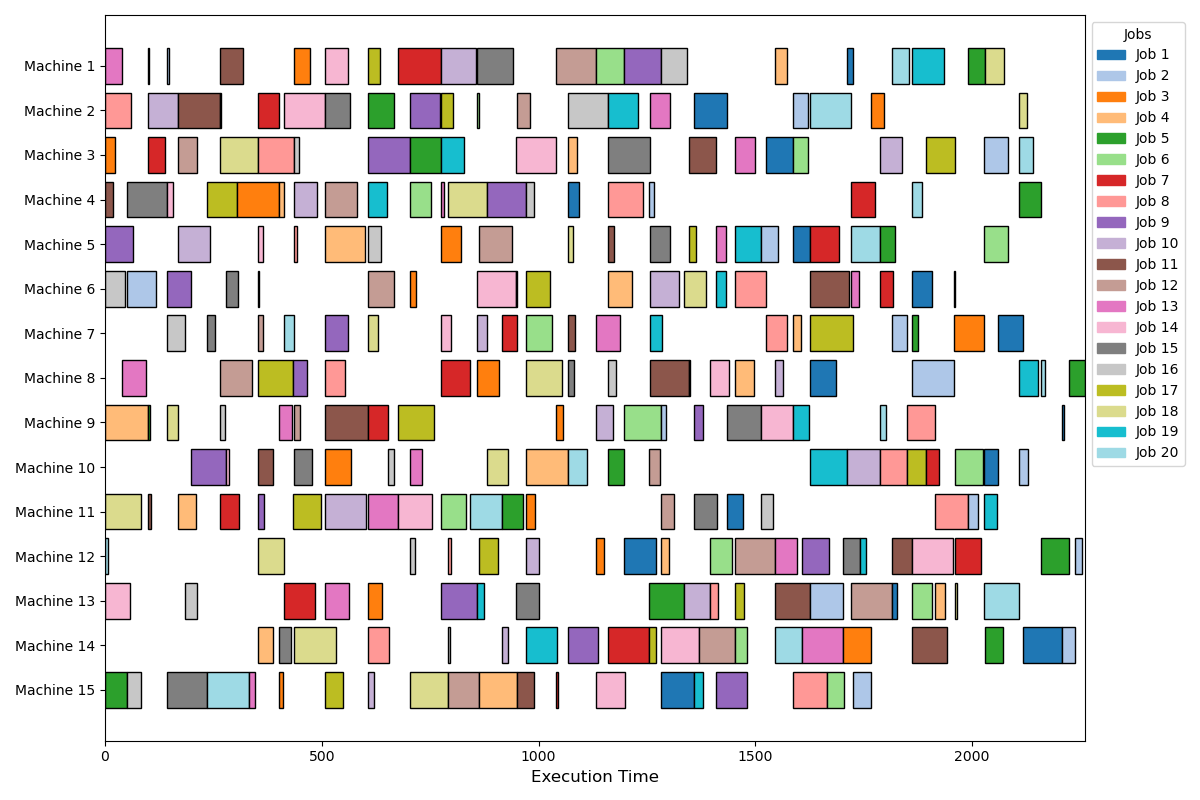 Machine 1
Machine 2
Machine 3
Machine 4
Machine 5
Machine 6
Machine 7
Machine 8
Machine 9
Machine 10
Machine 11
Machine 12
Machine 13
Machine 14
Machine 15
0 500 1000 1500 2000
Execution Time
Jobs
Job 1
Job 2
Job 3
Job 4
Job 5
Job 6
Job 7
Job 8
Job 9
Job 10
Job 11
Job 12
Job 13
Job 14
Job 15
Job 16
Job 17
Job 18
Job 19
Job 20